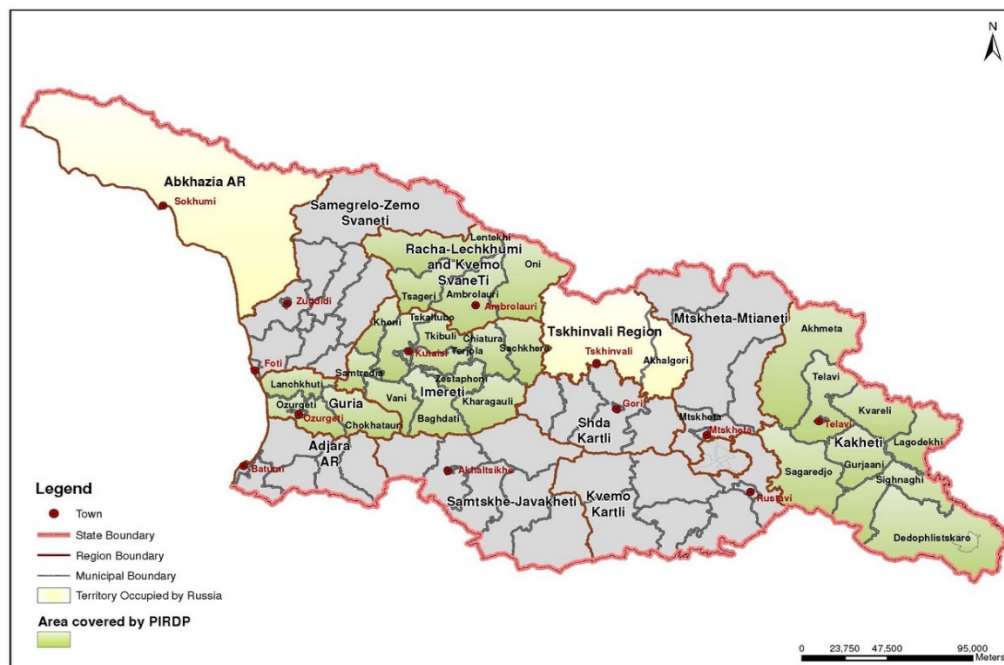 N
Abkhazia AR
Sokhumi
Samegrelo-Zemo
Svaneti
Lentekhi
Racha-Lechkhumi
and Kvemo
SvaneTi
Oni
Tsageri
Ambrolauri
Ambrolauri
Zugdidi
Khoni
Tskaltubo
Tkibuli
Chiatura
Sachkhere
Kutaisi
Terjola
Foti
Samtredia
Zestaphoni
Imereti
Kharagauli
Vani
Baghdati
Lanchkhuti
Guria
Ozurgeti
Ozurgeti
Chokhatauri
Adjara
AR
Batumi
Akhaltsikhe
Samtskhe-Javakheti
Tskhinvali Region
Tskhinvali
Akhalgori
Mtskheta-Mtianeti
Gori
Shda
Kartli
Mtskheta
Mtskheta
Kvemo
Kartli
Rustavi
Akhmeta
Telavi
Kvareli
Telavi
Lagodekhi
Kakheti
Sagaredjo
Gurjaani
Sighnaghi
Dedophlistskaro
Legend
Town
State Boundary
Region Boundary
Municipal Boundary
Territory Occupied by Russia
Area covered by PIRDP
0 23,750 47,500 95,000
Meters